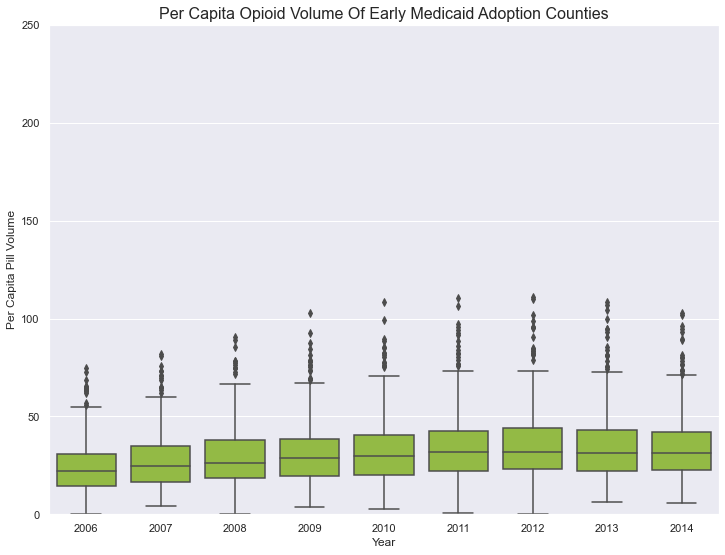 Per Capita Opioid Volume Of Early Medicaid Adoption Counties
250
200
150
100
50
0
Per Capita Pill Volume
2006 2007 2008 2009 2010 2011 2012 2013 2014
Year